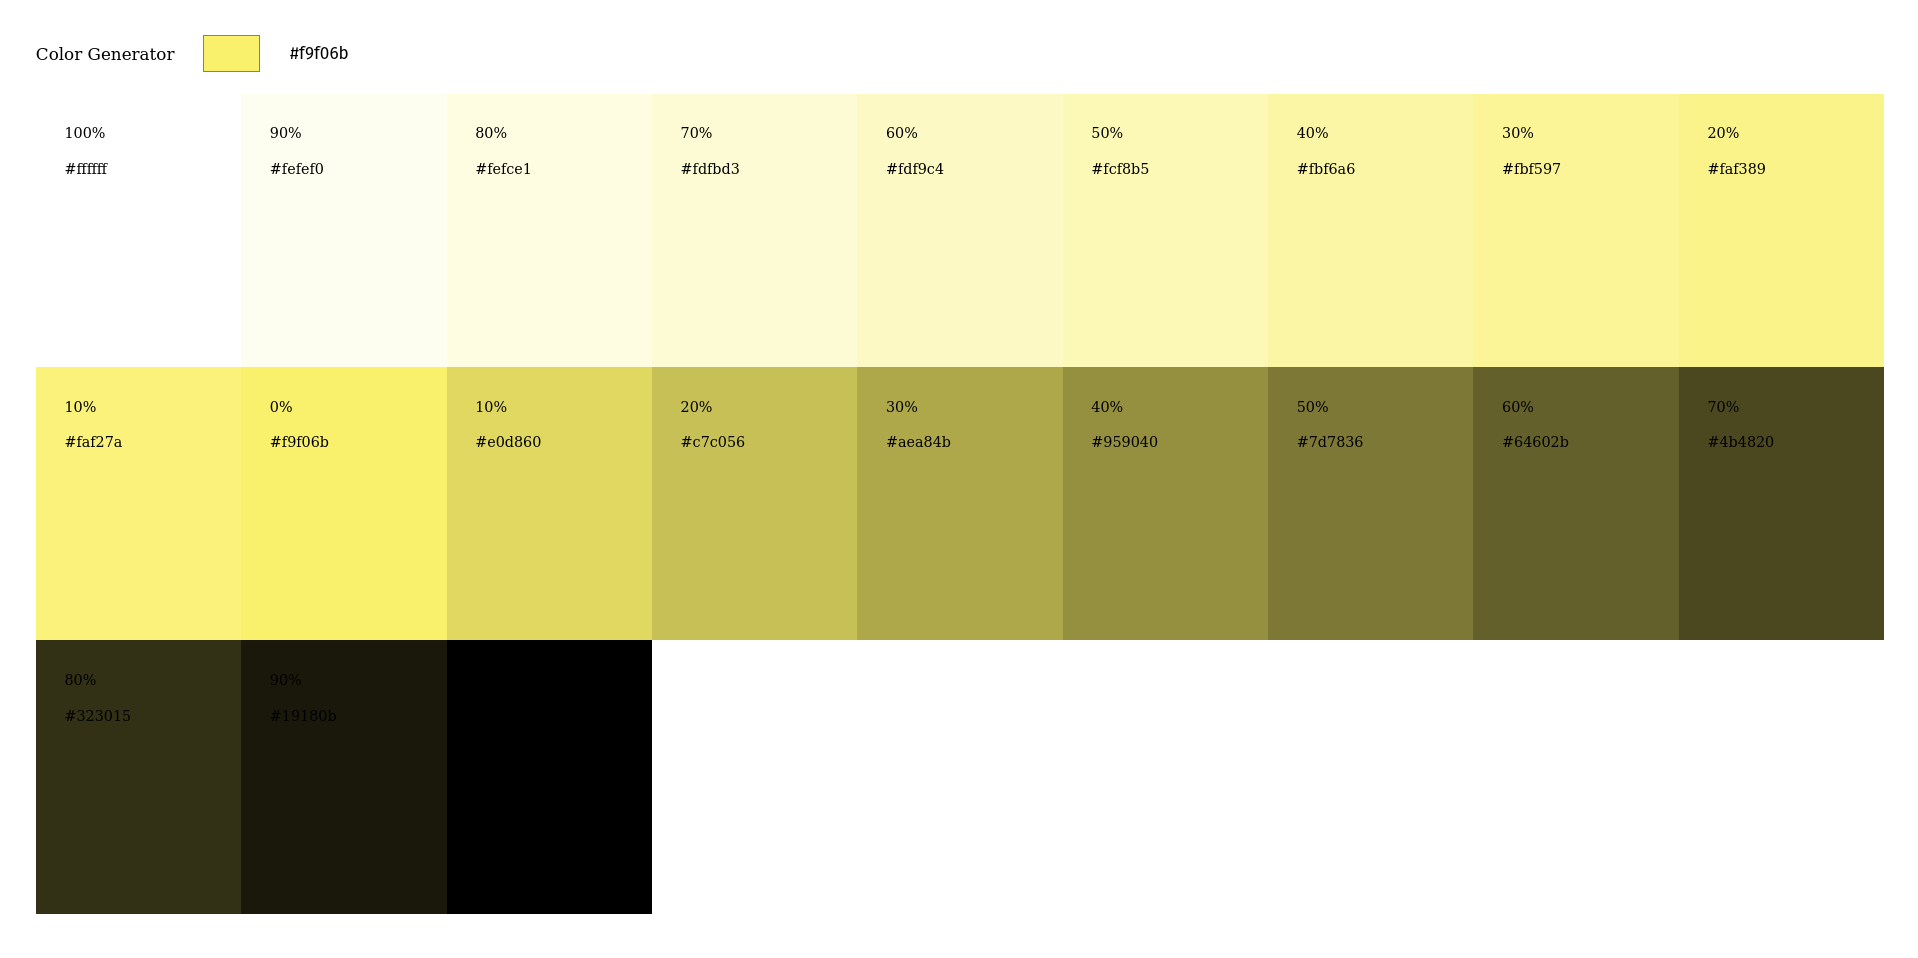 Color Generator #f9f06b
100% 90% 80% 70% 60% 50% 40% 30% 20%
#ffffff #fefef0 #fefce1 #fdfbd3 #fdf9c4 #fcf8b5 #fbf6a6 #fbf597 #faf389
10% 0% 10% 20% 30% 40% 50% 60% 70%
#faf27a #f9f06b #e0d860 #c7c056 #aea84b #959040 #7d7836 #64602b #4b4820
80% 90%
#323015 #19180b